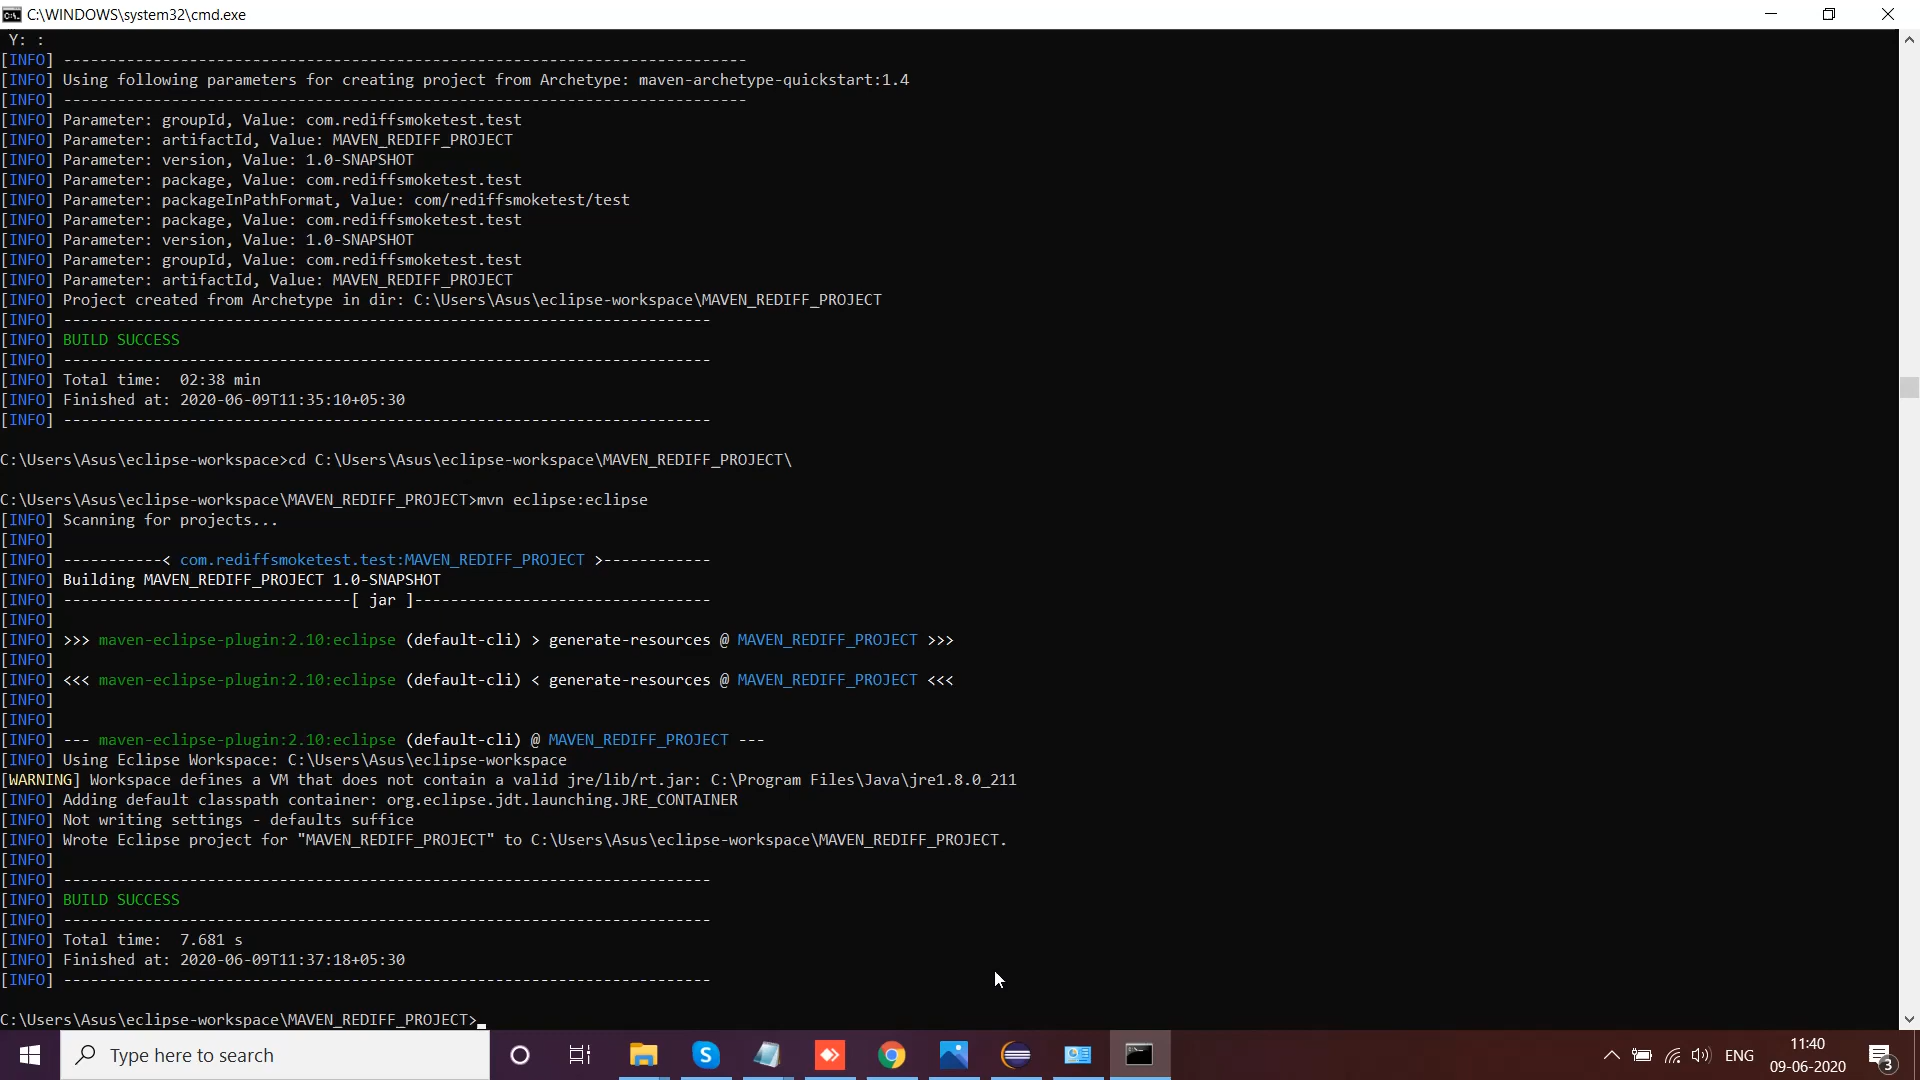 C:\WINDOWS\system32\cmd.exe
Y: :
[INFO] ----------------------------------------------------------------------------
[INFO] Using following parameters for creating project from Archetype: maven-archetype-quickstart:1.4
[INFO] ----------------------------------------------------------------------------
[INFO] Parameter: groupId, Value: com.rediffsmoketest.test
[INFO] Parameter: artifactId, Value: MAVEN_REDIFF_PROJECT
[INFO] Parameter: version, Value: 1.0-SNAPSHOT
[INFO] Parameter: package, Value: com.rediffsmoketest.test
[INFO] Parameter: packageInPathFormat, Value: com/rediffsmoketest/test
[INFO] Parameter: package, Value: com.rediffsmoketest.test
[INFO] Parameter: version, Value: 1.0-SNAPSHOT
[INFO] Parameter: groupId, Value: com.rediffsmoketest.test
[INFO] Parameter: artifactId, Value: MAVEN_REDIFF_PROJECT
[INFO] Project created from Archetype in dir: C:\Users\Asus\eclipse-workspace\MAVEN_REDIFF_PROJECT
[INFO] ------------------------------------------------------------------------
[INFO] BUILD SUCCESS
[INFO] ------------------------------------------------------------------------
[INFO] Total time:  02:38 min
[INFO] Finished at: 2020-06-09T11:35:10+05:30
[INFO] ------------------------------------------------------------------------
C:\Users\Asus\eclipse-workspace>cd C:\Users\Asus\eclipse-workspace\MAVEN_REDIFF_PROJECT\
C:\Users\Asus\eclipse-workspace\MAVEN_REDIFF_PROJECT>mvn eclipse:eclipse
[INFO] Scanning for projects...
[INFO]
[INFO] -----------< com.rediffsmoketest.test:MAVEN_REDIFF_PROJECT >------------
[INFO] Building MAVEN_REDIFF_PROJECT 1.0-SNAPSHOT
[INFO] --------------------------------[ jar ]---------------------------------
[INFO]
[INFO] >>> maven-eclipse-plugin:2.10:eclipse (default-cli) > generate-resources @ MAVEN_REDIFF_PROJECT >>>
[INFO]
[INFO] <<< maven-eclipse-plugin:2.10:eclipse (default-cli) < generate-resources @ MAVEN_REDIFF_PROJECT <<<
[INFO]
[INFO]
[INFO] --- maven-eclipse-plugin:2.10:eclipse (default-cli) @ MAVEN_REDIFF_PROJECT ---
[INFO] Using Eclipse Workspace: C:\Users\Asus\eclipse-workspace
[WARNING] Workspace defines a VM that does not contain a valid jre/lib/rt.jar: C:\Program Files\Java\jre1.8.0_211
[INFO] Adding default classpath container: org.eclipse.jdt.launching.JRE_CONTAINER
[INFO] Not writing settings - defaults suffice
[INFO] Wrote Eclipse project for "MAVEN_REDIFF_PROJECT" to C:\Users\Asus\eclipse-workspace\MAVEN_REDIFF_PROJECT.
[INFO]
[INFO] ------------------------------------------------------------------------
[INFO] BUILD SUCCESS
[INFO] ------------------------------------------------------------------------
[INFO] Total time:  7.681 s
[INFO] Finished at: 2020-06-09T11:37:18+05:30
[INFO] ------------------------------------------------------------------------
C:\Users\Asus\eclipse-workspace\MAVEN_REDIFF_PROJECT>
Type here to search
ENG
11:40
09-06-2020
3